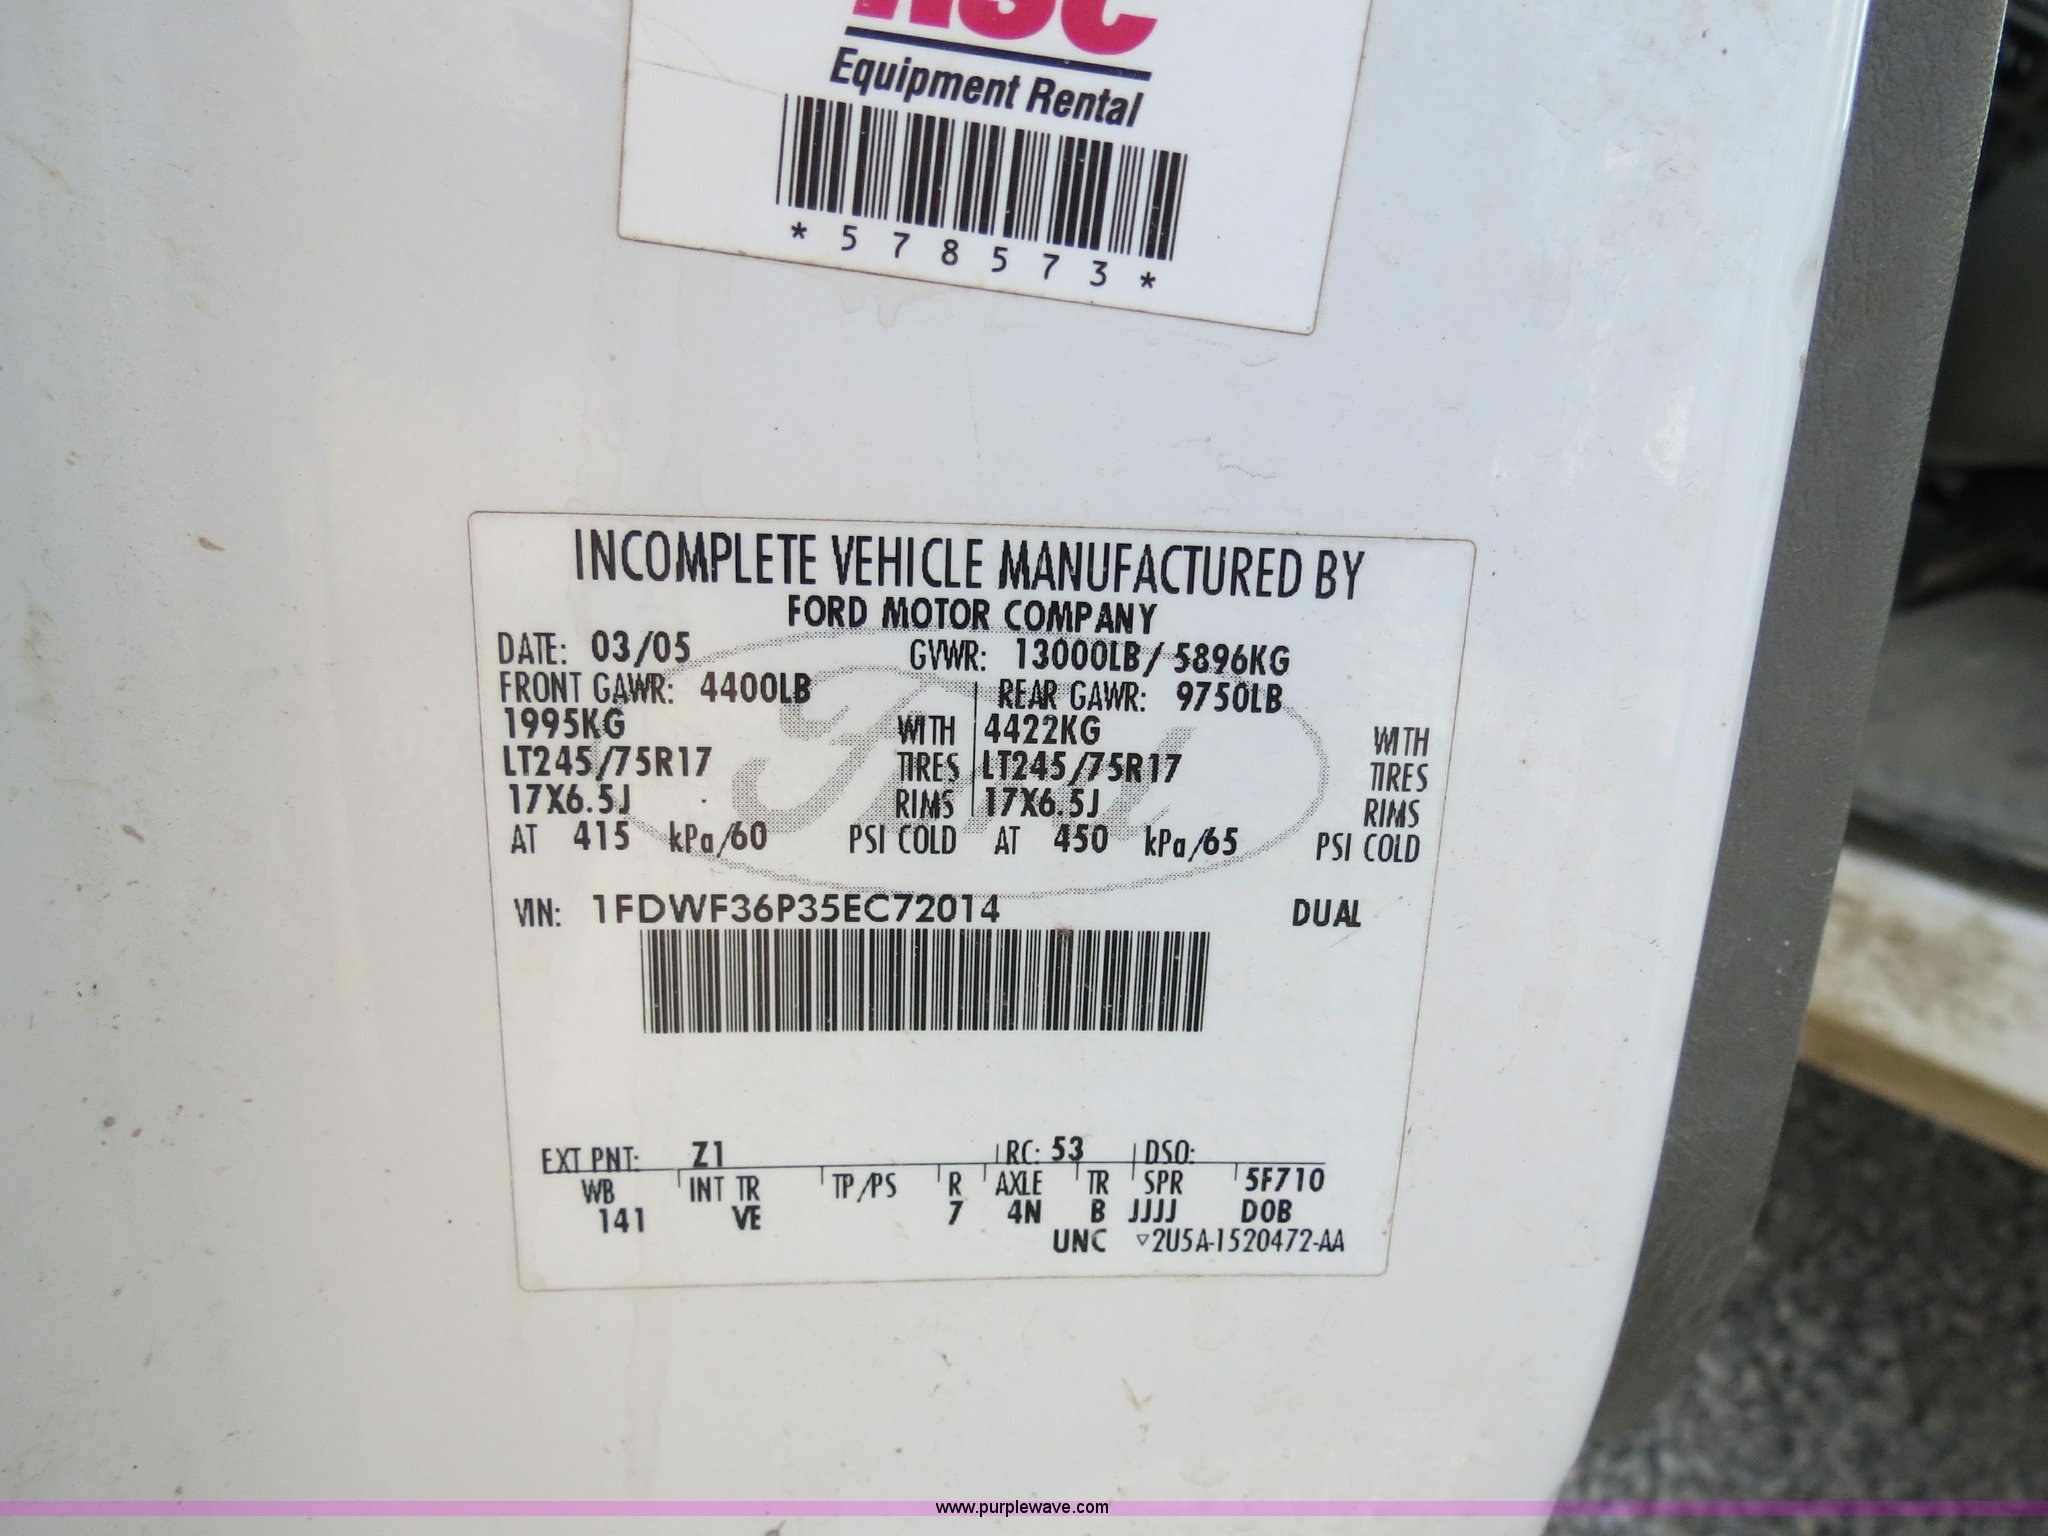 Equipment Rental
*578573*
INCOMPLETE VEHICLE MANUFACTURED BY
FORD MOTOR COMPANY
DATE: 03/05 GVWR: 13000LB/ 5896KG
FRONT GAWR: 4400LB REAR GAWR: 9750LB
1995KG WITH 4422KG WITH
LT245/75R17 TIRES LT245/75R17 TIRES
17X6.5J RIMS 17X6.5J RIMS
AT 415 kPa/60 PSI COLD AT 450 kPa/65 PSI COLD
VIN: 1FDWF36P35EC72014 DUAL
EXT PNT: Z1 RC: 53 DSO:
WB INT TR TP/PS R AXLE TR SPR 5F710
141 VE 7 4N B JJJJ D0B
UNC ▽2U5A-1520472-AA
www.purplewave.com